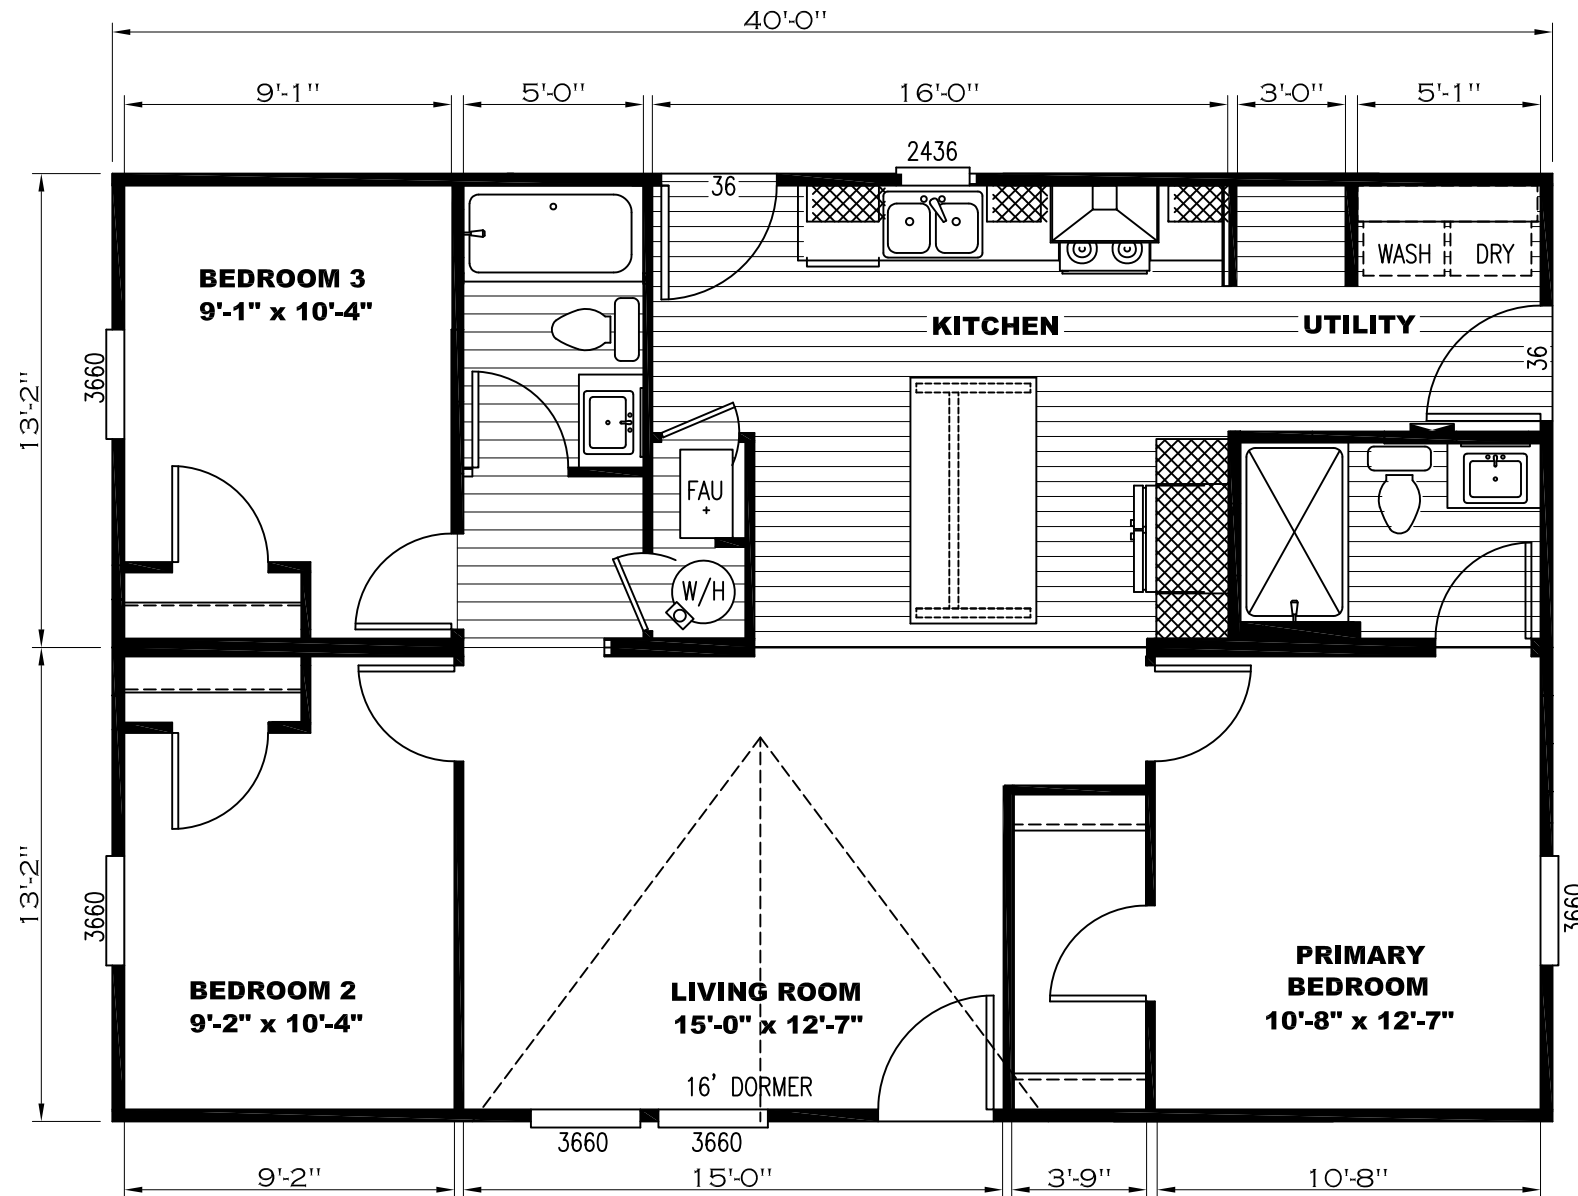 40'-0"
9'-1"
5'-0"
16'-0"
3'-0"
5'-1"
2436
36
WASH
DRY
BEDROOM 3
9'-1" x 10'-4"
KITCHEN
UTILITY
36
3660
13'-2"
FAU
W/H
13'-2"
3660
3660
BEDROOM 2
9'-2" x 10'-4"
LIVING ROOM
15'-0" x 12'-7"
PRIMARY
BEDROOM
10'-8" x 12'-7"
16' DORMER
3660
3660
9'-2"
15'-0"
3'-9"
10'-8"